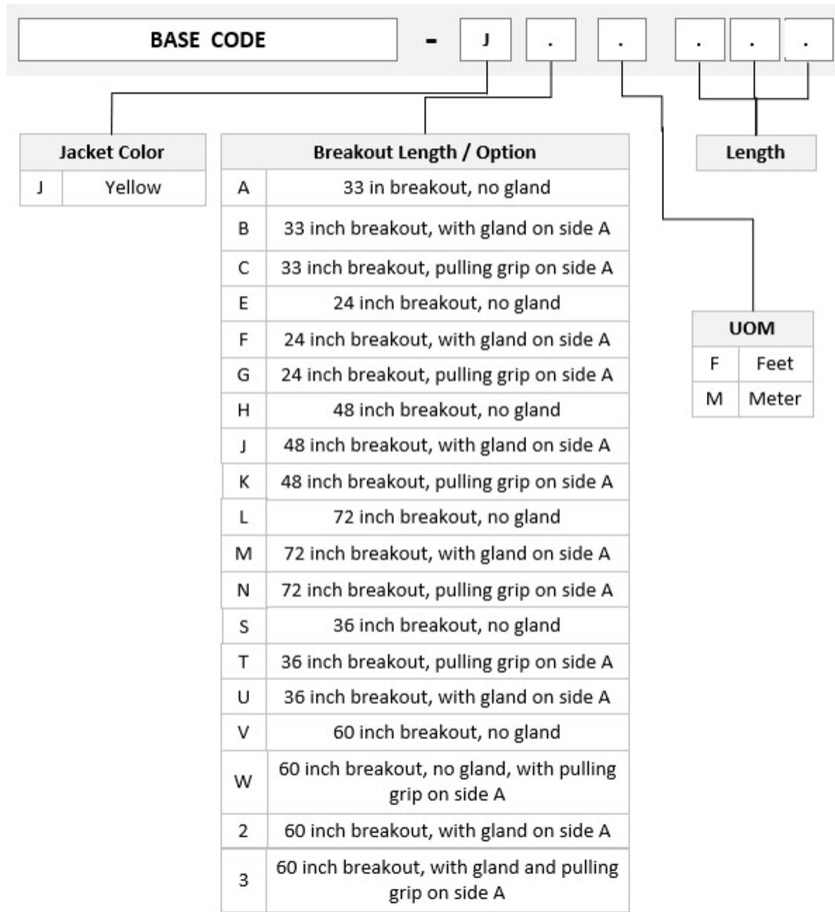 BASE CODE - J . . . . .
Jacket Color
J Yellow
Breakout Length / Option
A 33 in breakout, no gland
B 33 inch breakout, with gland on side A
C 33 inch breakout, pulling grip on side A
E 24 inch breakout, no gland
F 24 inch breakout, with gland on side A
G 24 inch breakout, pulling grip on side A
H 48 inch breakout, no gland
J 48 inch breakout, with gland on side A
K 48 inch breakout, pulling grip on side A
L 72 inch breakout, no gland
M 72 inch breakout, with gland on side A
N 72 inch breakout, pulling grip on side A
S 36 inch breakout, no gland
T 36 inch breakout, pulling grip on side A
U 36 inch breakout, with gland on side A
V 60 inch breakout, no gland
W 60 inch breakout, no gland, with pulling
grip on side A
2 60 inch breakout, with gland on side A
3 60 inch breakout, with gland and pulling
grip on side A
Length
UOM
F Feet
M Meter